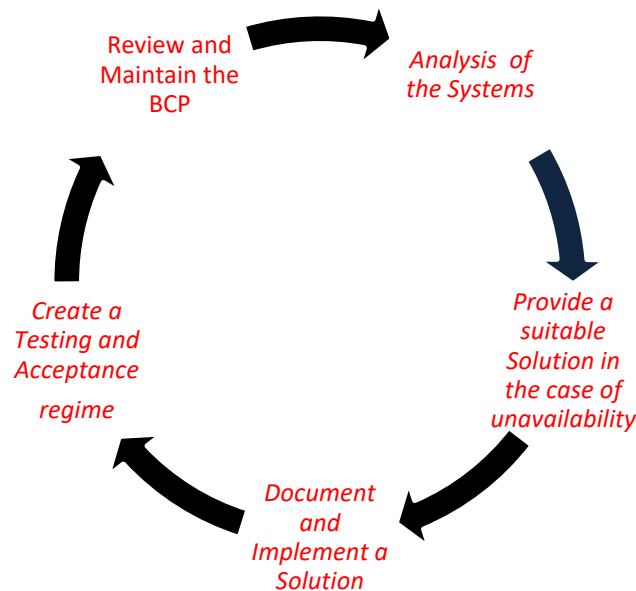 Review and
Maintain the
BCP
Analysis of
the Systems
Provide a
suitable
Solution in
the case of
unavailability
Document
and
Implement a
Solution
Create a
Testing and
Acceptance
regime